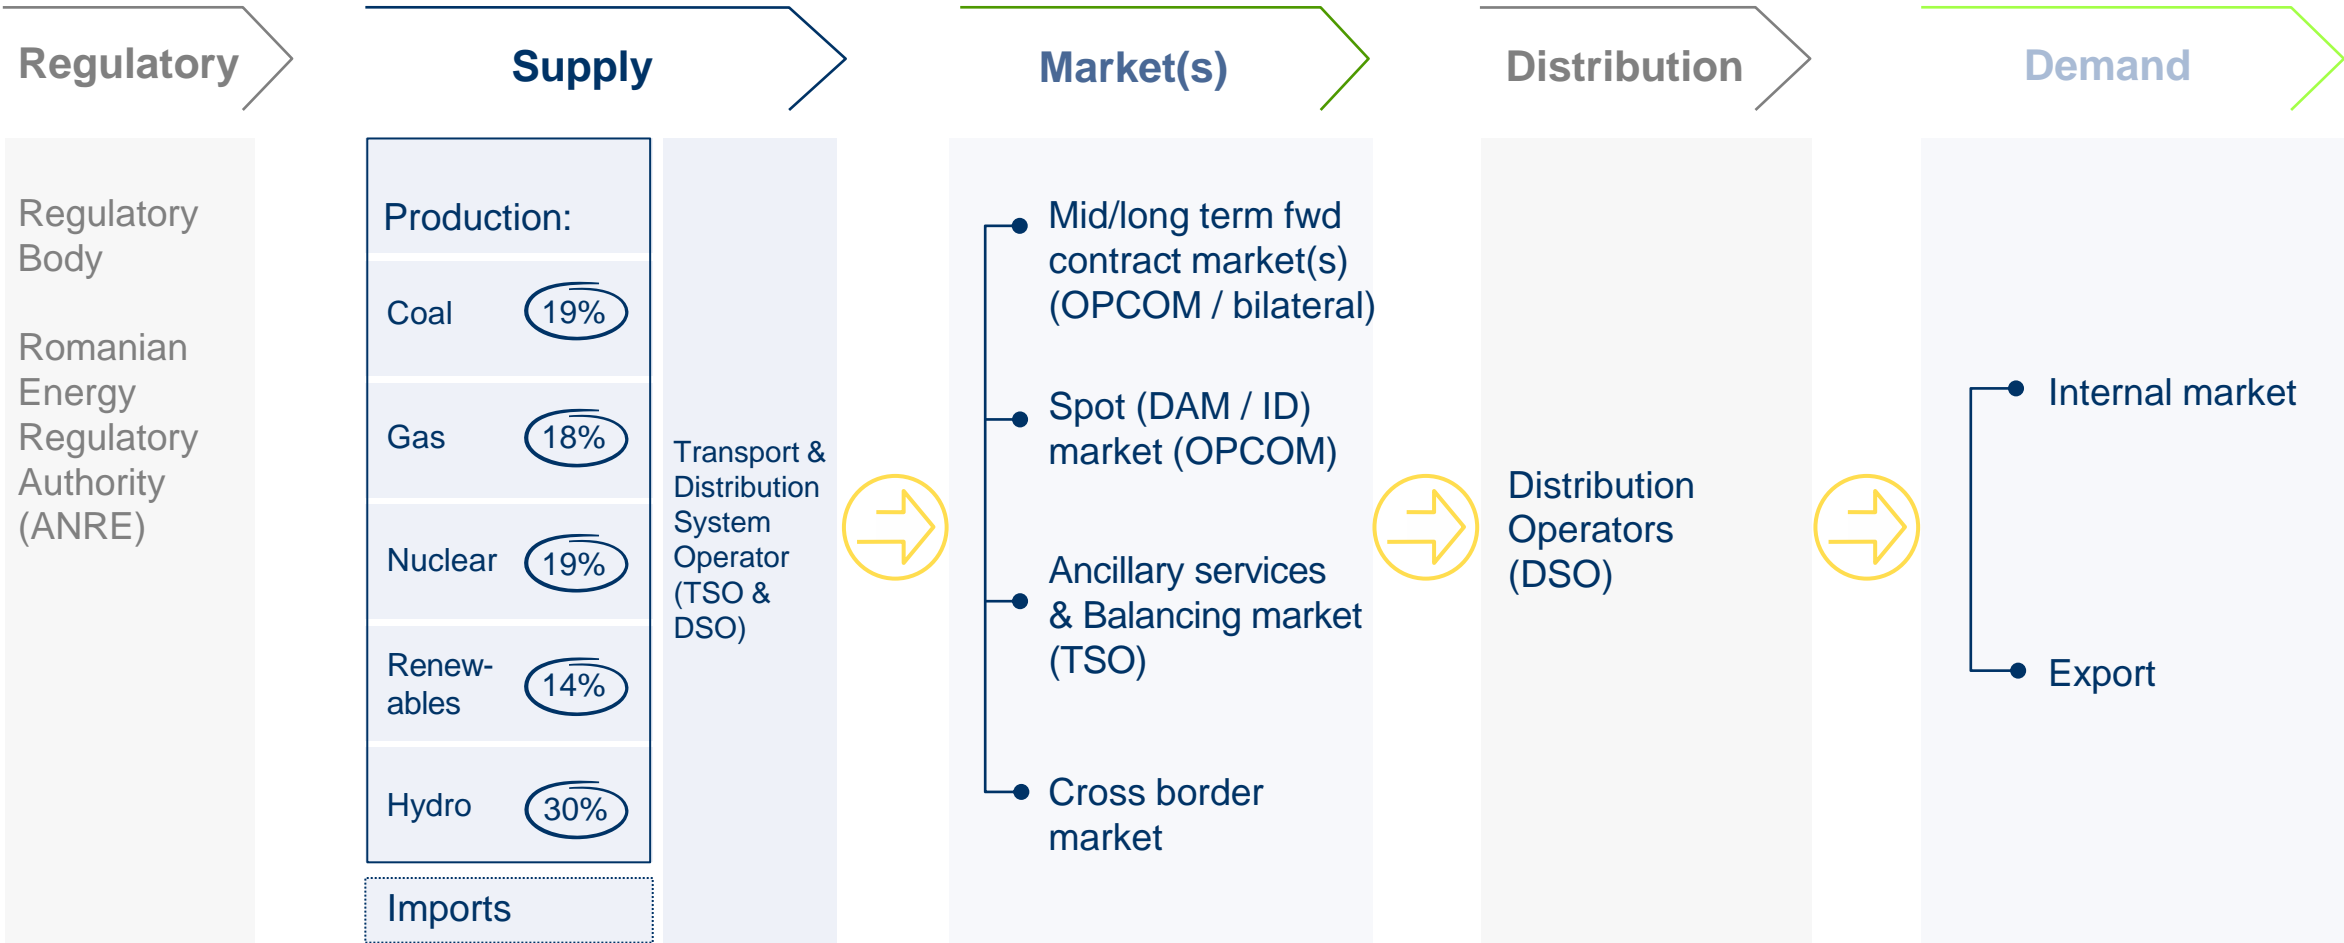 Regulatory
Supply
Market(s)
Distribution
Demand
Regulatory
Body
Romanian
Energy
Regulatory
Authority
(ANRE)
Production:
Coal
19%
Gas
18%
Nuclear
19%
Renew-
ables
14%
Hydro
30%
Imports
Transport &
Distribution
System
Operator
(TSO &
DSO)
Mid/long term fwd
contract market(s)
(OPCOM / bilateral)
Spot (DAM / ID)
market (OPCOM)
Ancillary services
& Balancing market
(TSO)
Cross border
market
Distribution
Operators
(DSO)
Internal market
Export